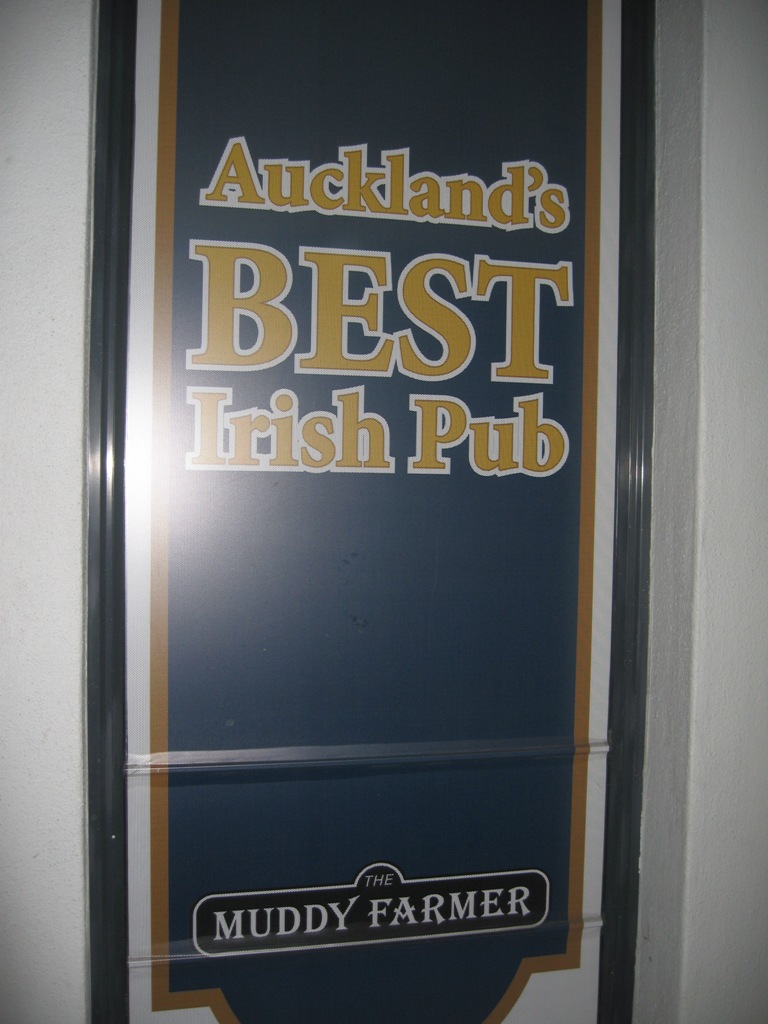 Auckland's
BEST
Irish Pub
THE
MUDDY FARMER